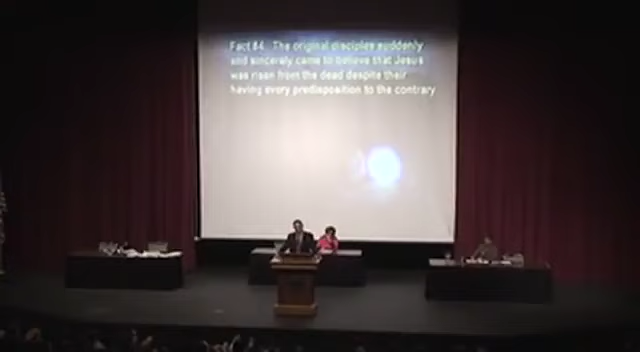 Fact #4. The original disciples suddenly
and sincerely came to believe that Jesus
was risen from the dead despite their
having every predisposition to the contrary